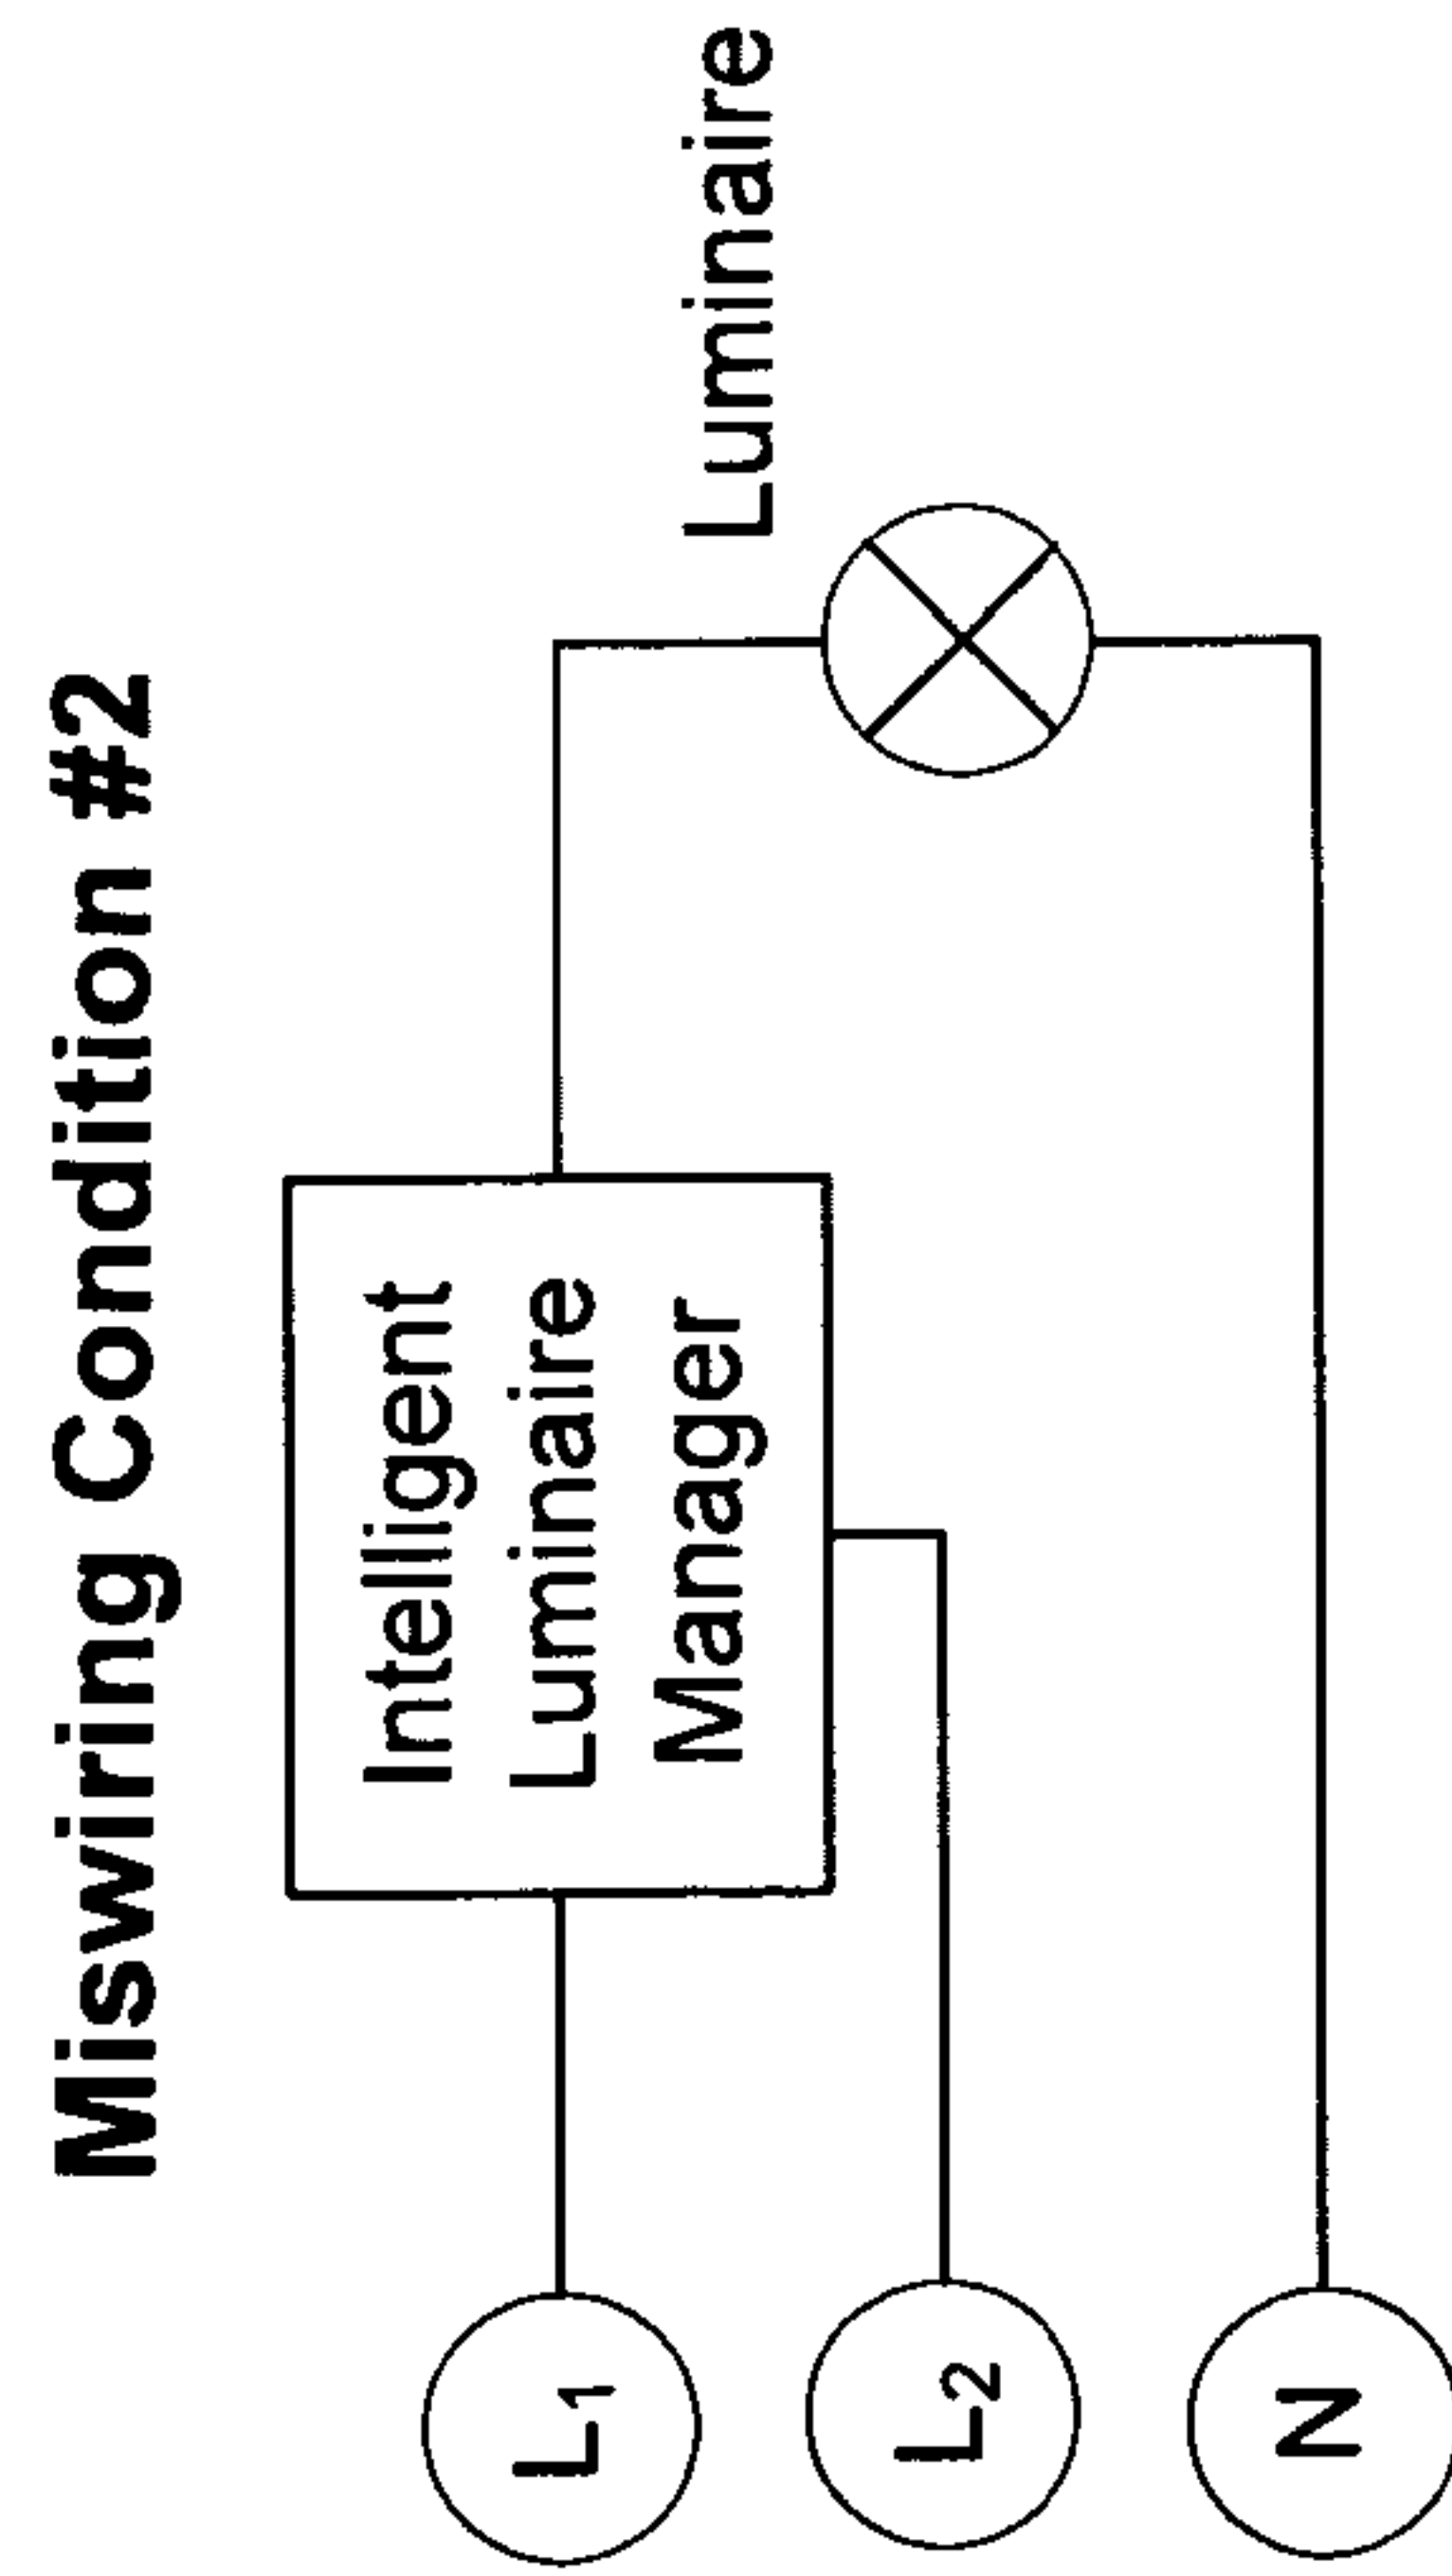 Miswiring Condition #2
Intelligent
Luminaire
Manager
Luminaire
L₁
L₂
N